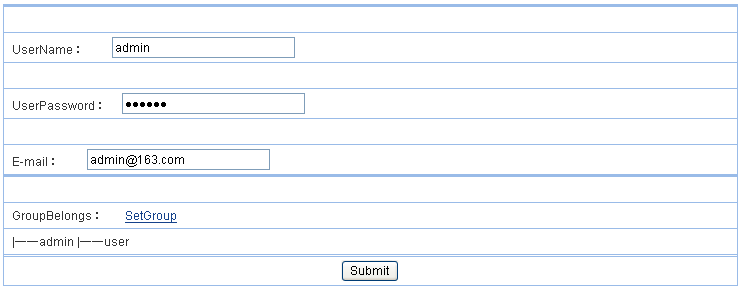 UserName： admin
UserPassword： ●●●●●●
E-mail： admin@163.com
GroupBelongs： SetGroup
|——admin |——user
Submit